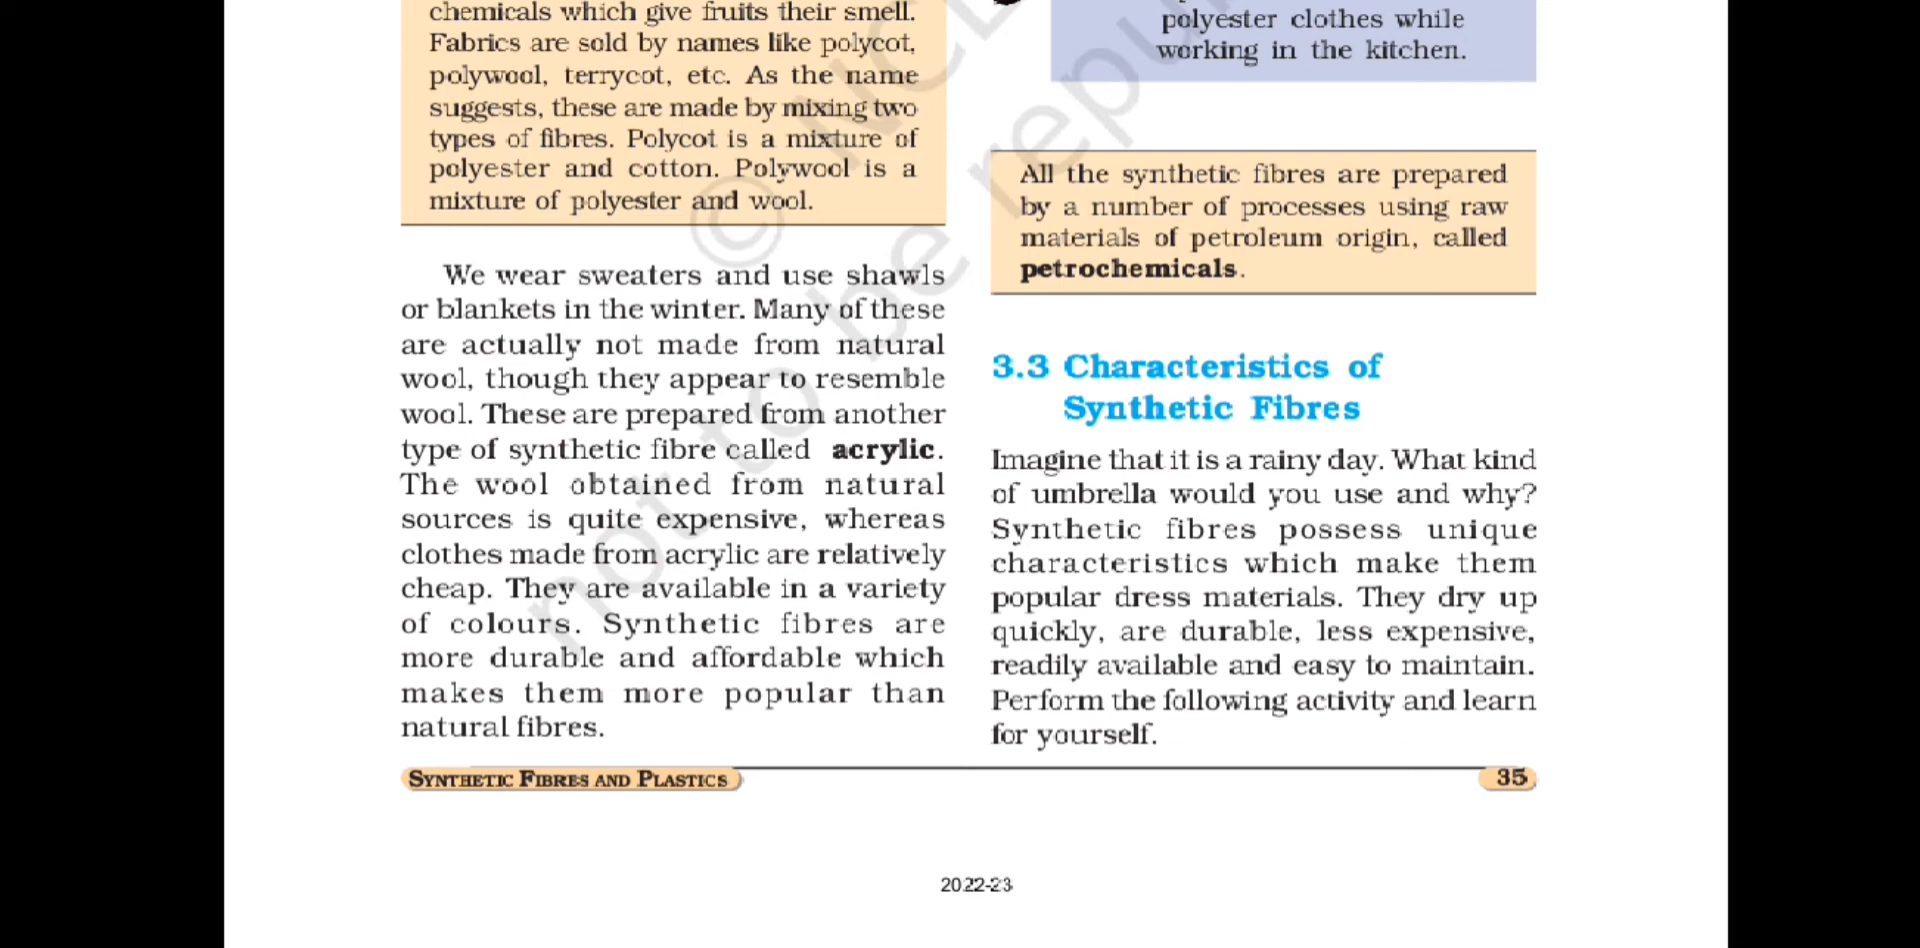 chemicals which give fruits their smell.
Fabrics are sold by names like polycot,
polywool, terrycot, etc. As the name
suggests, these are made by mixing two
types of fibres. Polycot is a mixture of
polyester and cotton. Polywool is a
mixture of polyester and wool.
We wear sweaters and use shawls
or blankets in the winter. Many of these
are actually not made from natural
wool, though they appear to resemble
wool. These are prepared from another
type of synthetic fibre called acrylic.
The wool obtained from natural
sources is quite expensive, whereas
clothes made from acrylic are relatively
cheap. They are available in a variety
of colours. Synthetic fibres are
more durable and affordable which
makes them more popular than
natural fibres.
polyester clothes while
working in the kitchen.
All the synthetic fibres are prepared
by a number of processes using raw
materials of petroleum origin, called
petrochemicals.
3.3 Characteristics of
Synthetic Fibres
Imagine that it is a rainy day. What kind
of umbrella would you use and why?
Synthetic fibres possess unique
characteristics which make them
popular dress materials. They dry up
quickly, are durable, less expensive,
readily available and easy to maintain.
Perform the following activity and learn
for yourself.
SYNTHETIC FIBRES AND PLASTICS
35
2022-23
©
not to be